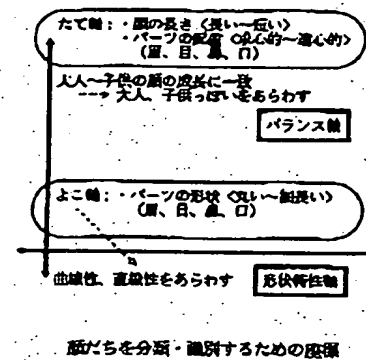 たて軸：・顔の長さ〈長い～短い〉
・パーツの配置〈求心的～遠心的〉
（眉、目、鼻、口）
大人～子供の顔の成長に一致
---→ 大人、子供っぽいをあらわす
バランス軸
よこ軸：・パーツの形状〈丸い～細長い〉
（眉、目、鼻、口）
曲線性、直線性をあらわす
形状特性軸
顔だちを分類・識別するための座標